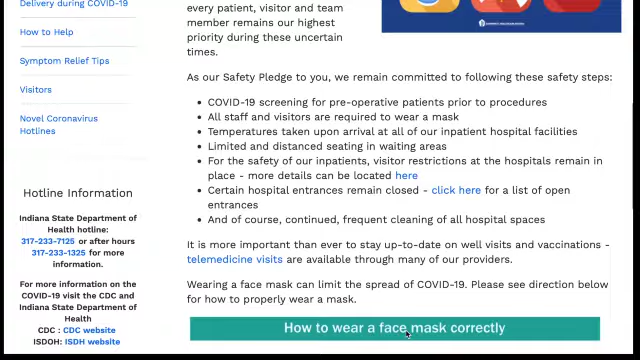 Delivery during COVID-19
How to Help
Symptom Relief Tips
Visitors
Novel Coronavirus
Hotlines
Hotline Information
Indiana State Department of
Health hotline:
317-233-7125 or after hours
317-233-1325 for more
information.
For more information on the
COVID-19 visit the CDC and
Indiana State Department of
Health
CDC : CDC website
ISDOH: ISDH website
every patient, visitor and team
member remains our highest
priority during these uncertain
times.
As our Safety Pledge to you, we remain committed to following these safety steps:
• COVID-19 screening for pre-operative patients prior to procedures
• All staff and visitors are required to wear a mask
• Temperatures taken upon arrival at all of our inpatient hospital facilities
• Limited and distanced seating in waiting areas
• For the safety of our inpatients, visitor restrictions at the hospitals remain in
place - more details can be located here
• Certain hospital entrances remain closed - click here for a list of open
entrances
• And of course, continued, frequent cleaning of all hospital spaces
It is more important than ever to stay up-to-date on well visits and vaccinations -
telemedicine visits are available through many of our providers.
Wearing a face mask can limit the spread of COVID-19. Please see direction below
for how to properly wear a mask.
How to wear a face mask correctly